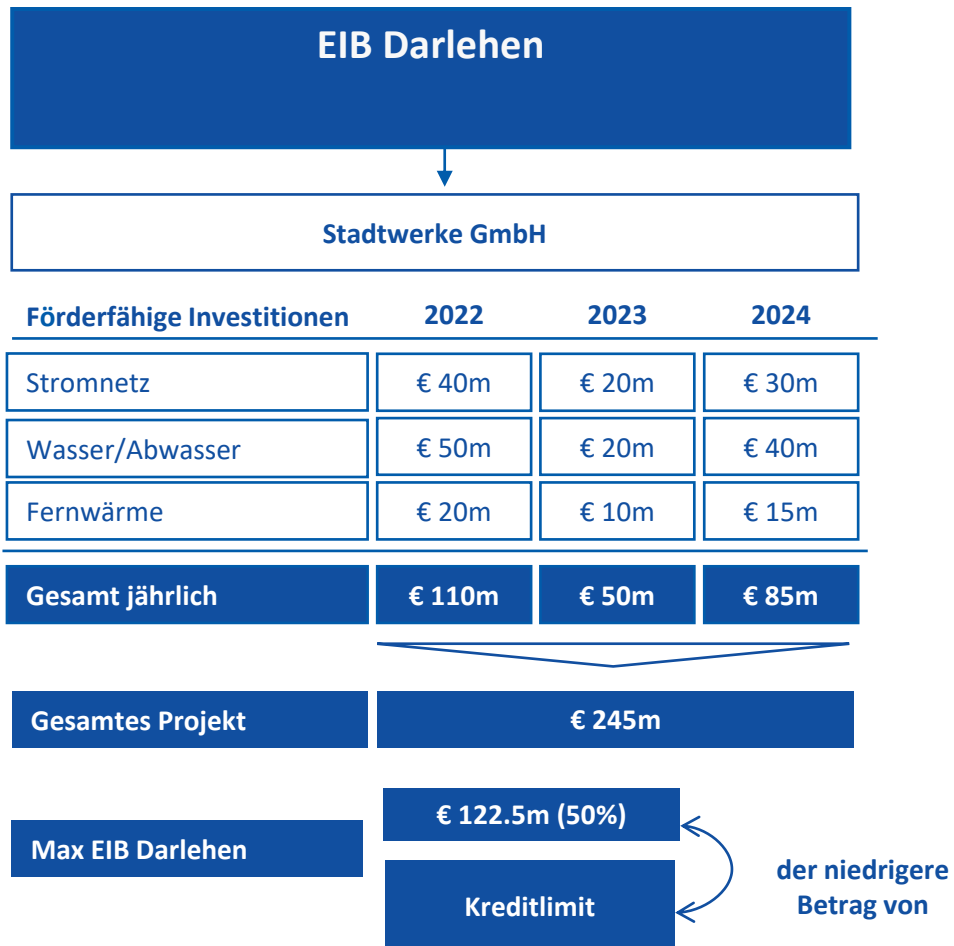 EIB Darlehen
Stadtwerke GmbH
Förderfähige Investitionen 2022 2023 2024
Stromnetz € 40m € 20m € 30m
Wasser/Abwasser € 50m € 20m € 40m
Fernwärme € 20m € 10m € 15m
Gesamt jährlich € 110m € 50m € 85m
Gesamtes Projekt € 245m
€ 122.5m (50%)
Max EIB Darlehen
Kreditlimit
der niedrigere
Betrag von